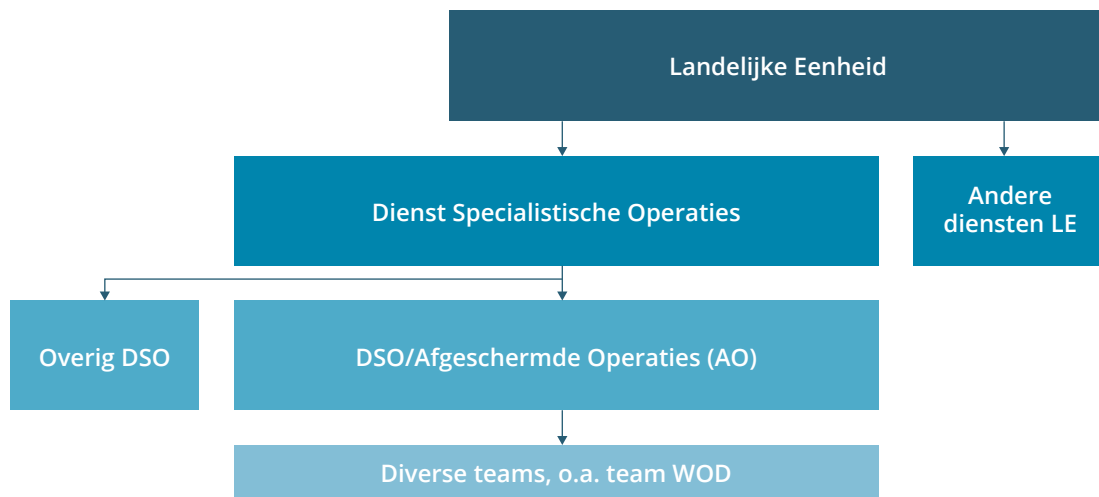 Landelijke Eenheid
Dienst Specialistische Operaties
Andere
diensten LE
Overig DSO
DSO/Afgeschermde Operaties (AO)
Diverse teams, o.a. team WOD